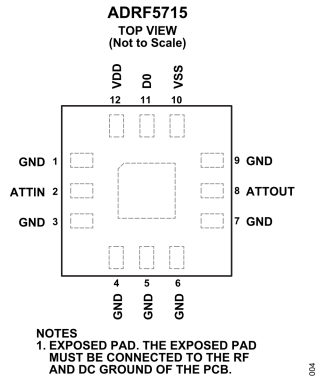 ADRF5715
TOP VIEW
(Not to Scale)
VDD D0 VSS
12 11 10
GND 1 9 GND
ATTIN 2 8 ATTOUT
GND 3 7 GND
4 5 6
GND GND GND
NOTES
1. EXPOSED PAD. THE EXPOSED PAD
MUST BE CONNECTED TO THE RF
AND DC GROUND OF THE PCB.
004